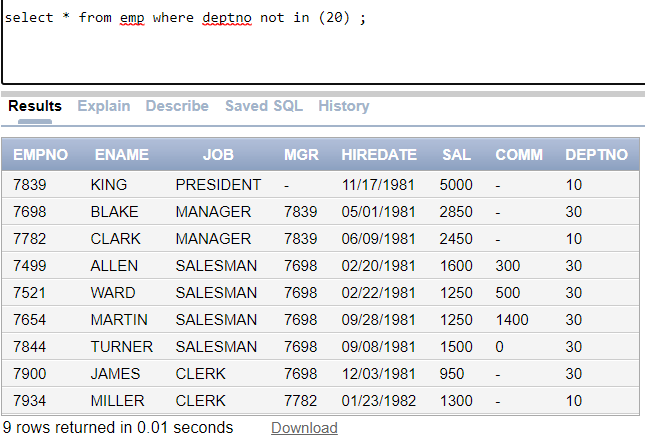 select * from emp where deptno not in (20) ;
Results Explain Describe Saved SQL History
EMPNO ENAME JOB MGR HIREDATE SAL COMM DEPTNO
7839 KING PRESIDENT - 11/17/1981 5000 - 10
7698 BLAKE MANAGER 7839 05/01/1981 2850 - 30
7782 CLARK MANAGER 7839 06/09/1981 2450 - 10
7499 ALLEN SALESMAN 7698 02/20/1981 1600 300 30
7521 WARD SALESMAN 7698 02/22/1981 1250 500 30
7654 MARTIN SALESMAN 7698 09/28/1981 1250 1400 30
7844 TURNER SALESMAN 7698 09/08/1981 1500 0 30
7900 JAMES CLERK 7698 12/03/1981 950 - 30
7934 MILLER CLERK 7782 01/23/1982 1300 - 10
9 rows returned in 0.01 seconds Download